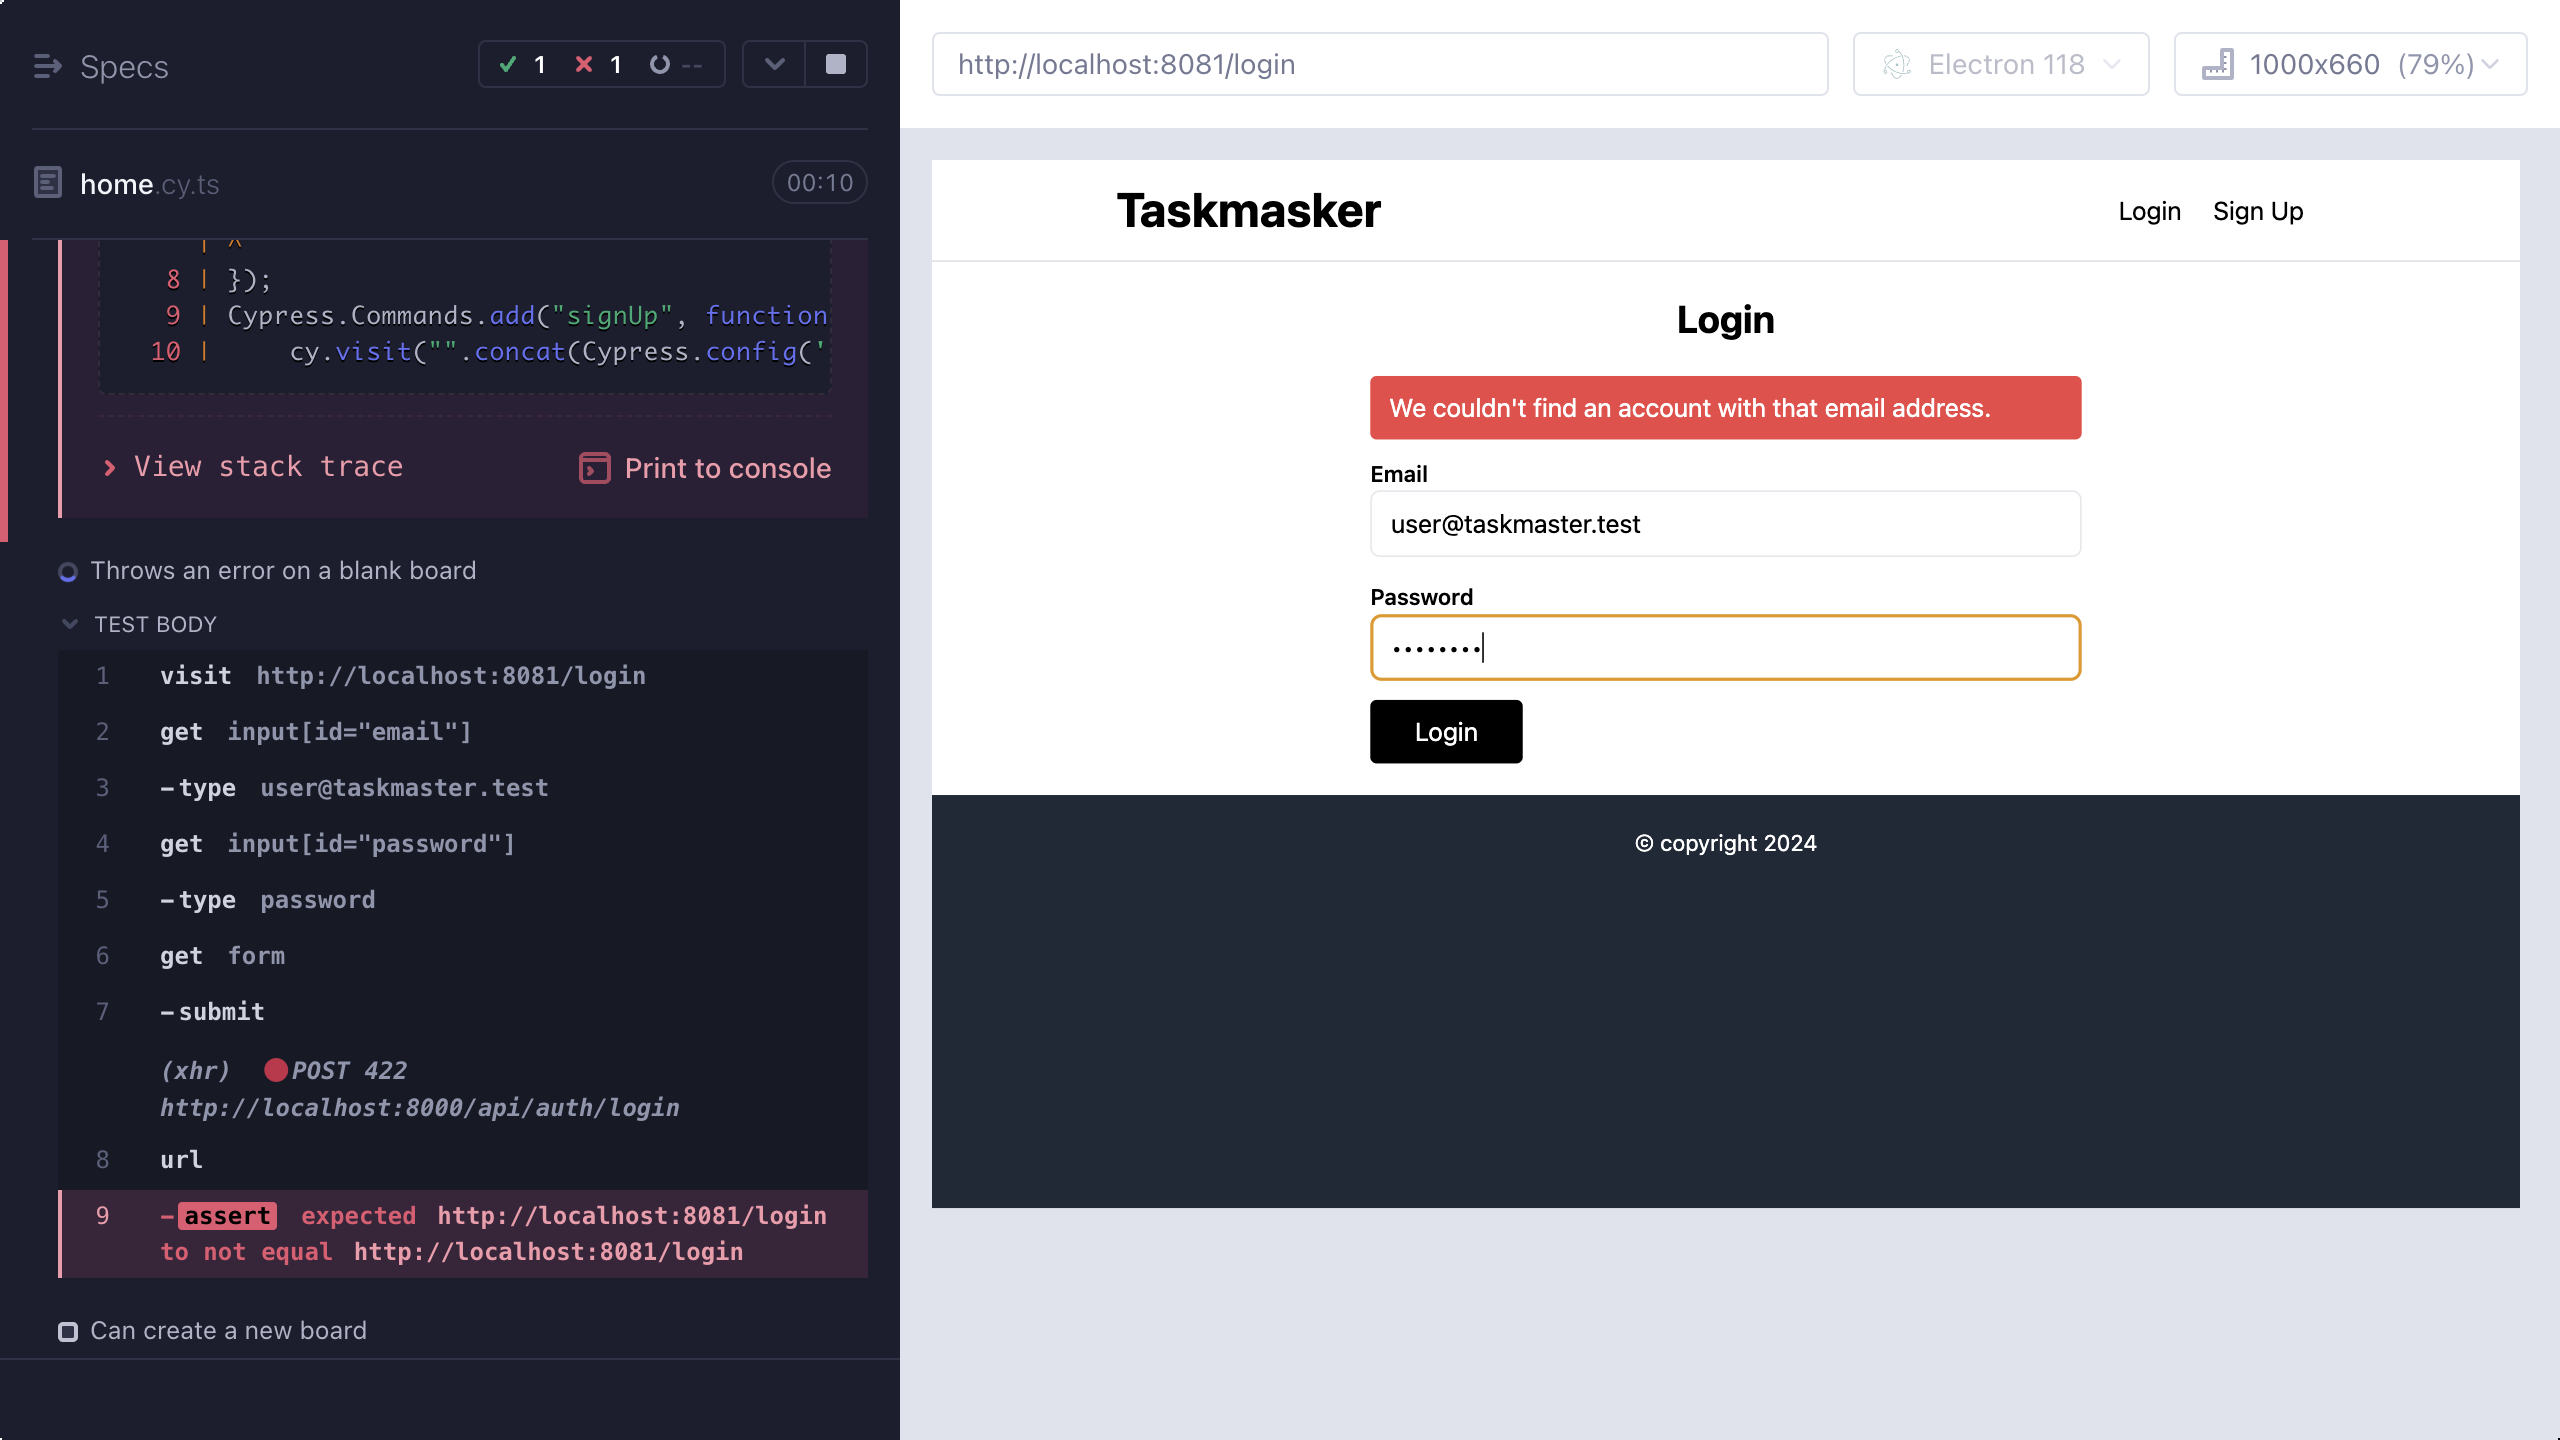 Specs
1 1 --
home.cy.ts 00:10
| ^
8 | });
9 | Cypress.Commands.add("signUp", function
10 | cy.visit("".concat(Cypress.config('
View stack trace Print to console
Throws an error on a blank board
TEST BODY
1 visit http://localhost:8081/login
2 get input[id="email"]
3 -type user@taskmaster.test
4 get input[id="password"]
5 -type password
6 get form
7 -submit
(xhr) POST 422
http://localhost:8000/api/auth/login
8 url
9 -assert expected http://localhost:8081/login
to not equal http://localhost:8081/login
Can create a new board
http://localhost:8081/login Electron 118 1000x660 (79%)
Taskmasker Login Sign Up
Login
We couldn't find an account with that email address.
Email
user@taskmaster.test
Password
••••••••
Login
© copyright 2024